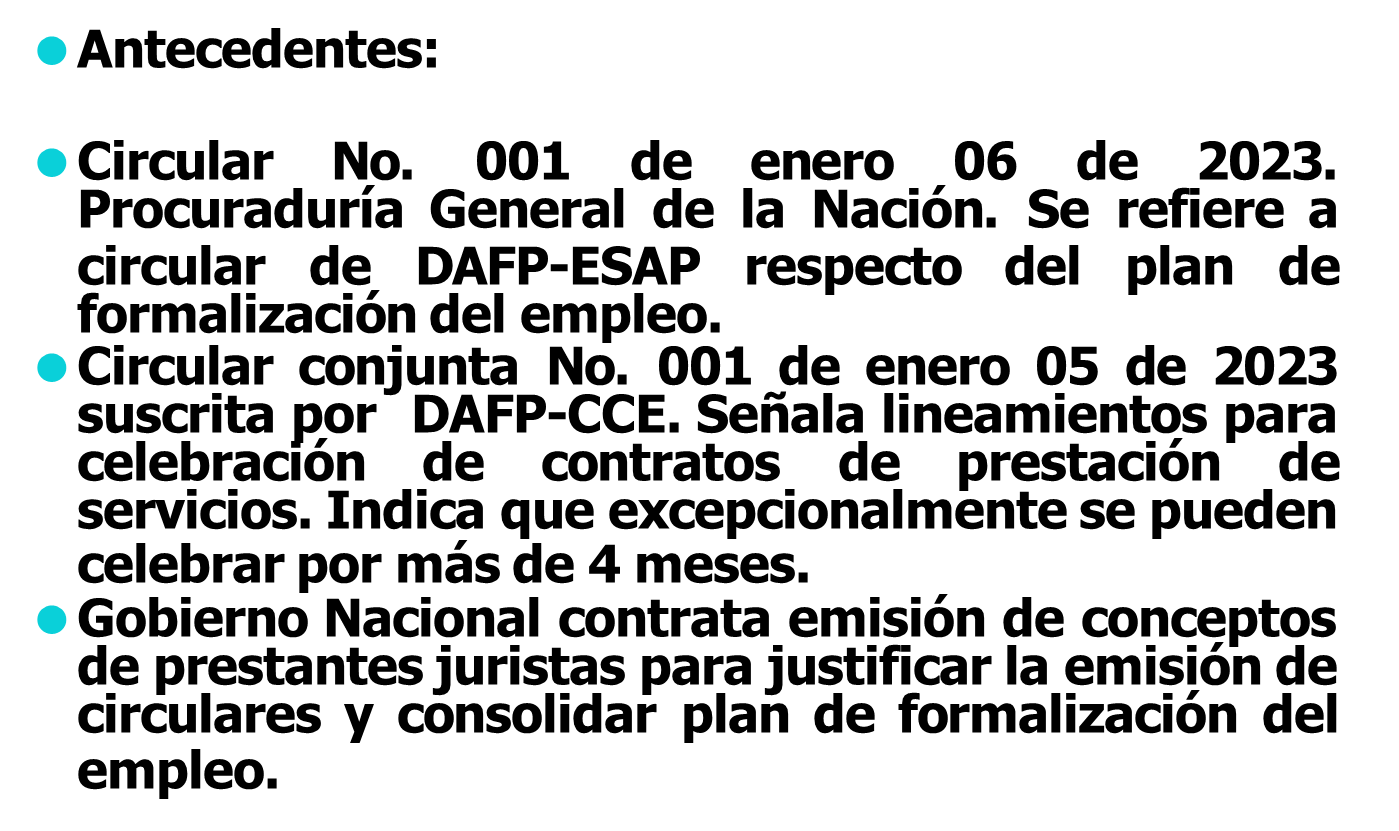 Antecedentes:
Circular No. 001 de enero 06 de 2023.
Procuraduría General de la Nación. Se refiere a
circular de DAFP-ESAP respecto del plan de
formalización del empleo.
Circular conjunta No. 001 de enero 05 de 2023
suscrita por DAFP-CCE. Señala lineamientos para
celebración de contratos de prestación de
servicios. Indica que excepcionalmente se pueden
celebrar por más de 4 meses.
Gobierno Nacional contrata emisión de conceptos
de prestantes juristas para justificar la emisión de
circulares y consolidar plan de formalización del
empleo.